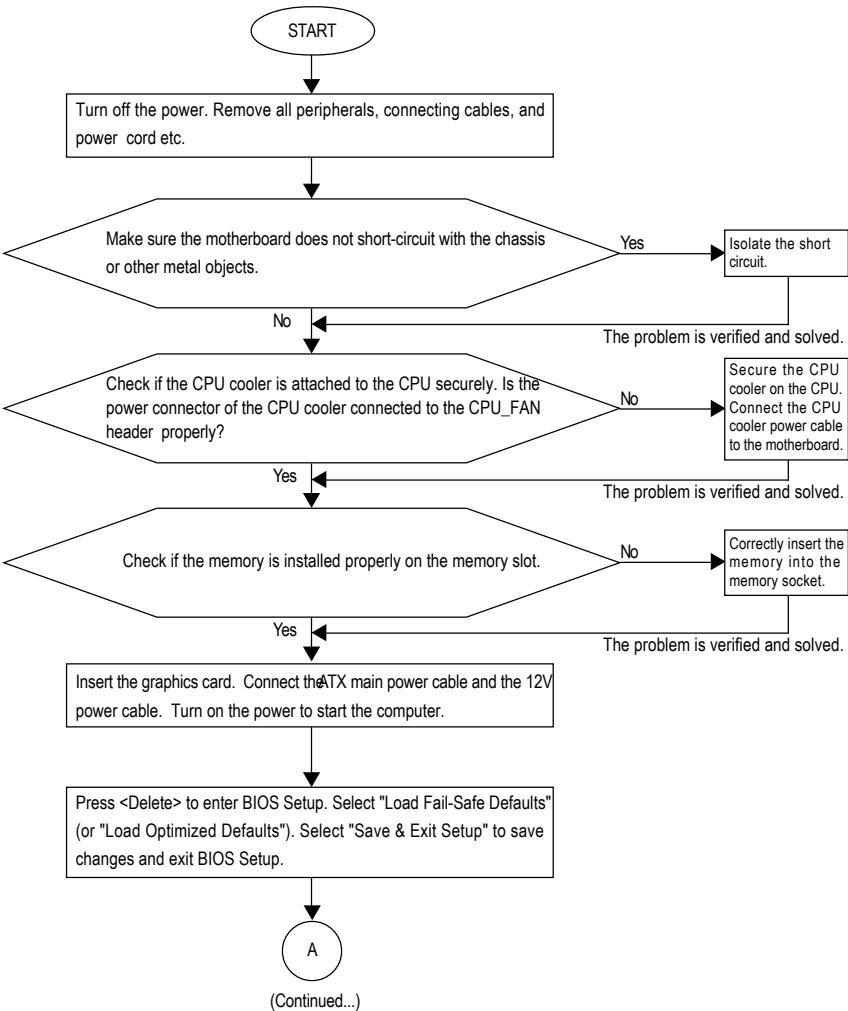 START
Turn off the power. Remove all peripherals, connecting cables, and
power cord etc.
Make sure the motherboard does not short-circuit with the chassis
or other metal objects.
Yes
Isolate the short
circuit.
No
The problem is verified and solved.
Check if the CPU cooler is attached to the CPU securely. Is the
power connector of the CPU cooler connected to the CPU_FAN
header properly?
No
Secure the CPU
cooler on the CPU.
Connect the CPU
cooler power cable
to the motherboard.
Yes
The problem is verified and solved.
Check if the memory is installed properly on the memory slot.
No
Correctly insert the
memory into the
memory socket.
Yes
The problem is verified and solved.
Insert the graphics card. Connect the ATX main power cable and the 12V
power cable. Turn on the power to start the computer.
Press <Delete> to enter BIOS Setup. Select "Load Fail-Safe Defaults"
(or "Load Optimized Defaults"). Select "Save & Exit Setup" to save
changes and exit BIOS Setup.
A
(Continued...)